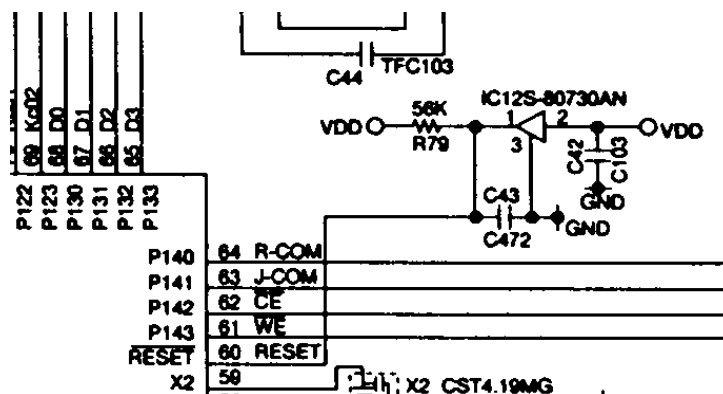 C44
TFC103
IC12S-80730AN
56K
1
2
VDD
R79
3
VDD
C42
C103
GND
69 Kc02
68 D0
67 D1
66 D2
65 D3
P122
P123
P130
P131
P132
P133
C43
C472
GND
P140 64 R-COM
P141 63 J-COM
P142 62 CE
P143 61 WE
RESET 60 RESET
X2 59
X2 CST4.19MG